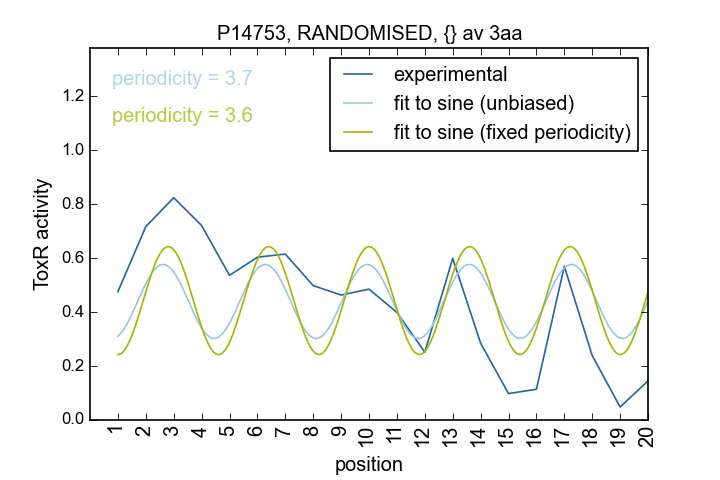 P14753, RANDOMISED, {} av 3aa
periodicity = 3.7
periodicity = 3.6
experimental
fit to sine (unbiased)
fit to sine (fixed periodicity)
ToxR activity
1.2
1.0
0.8
0.6
0.4
0.2
0.0
1 2 3 4 5 6 7 8 9 10 11 12 13 14 15 16 17 18 19 20
position